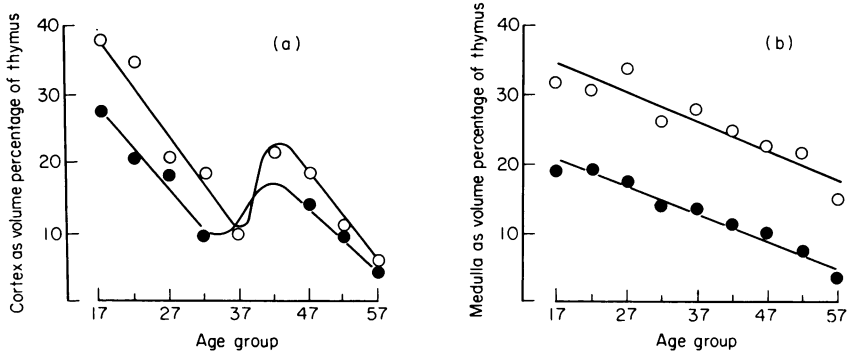 Cortex as volume percentage of thymus
40
30
20
10
(a)
17 27 37 47 57
Age group
Medulla as volume percentage of thymus
40
30
20
10
(b)
17 27 37 47 57
Age group